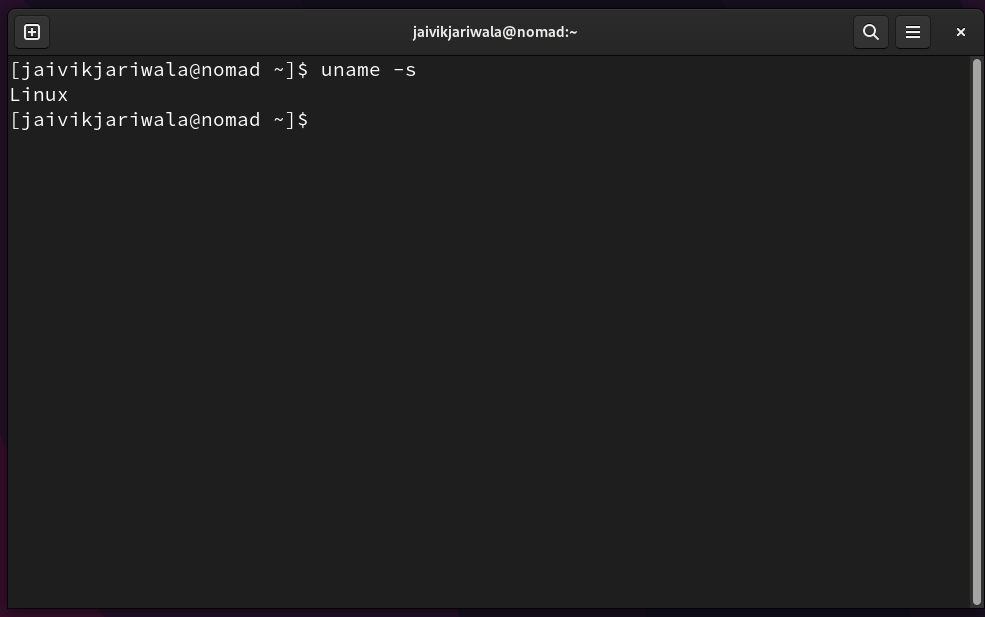 jaivikjariwala@nomad:~
[jaivikjariwala@nomad ~]$ uname -s
Linux
[jaivikjariwala@nomad ~]$